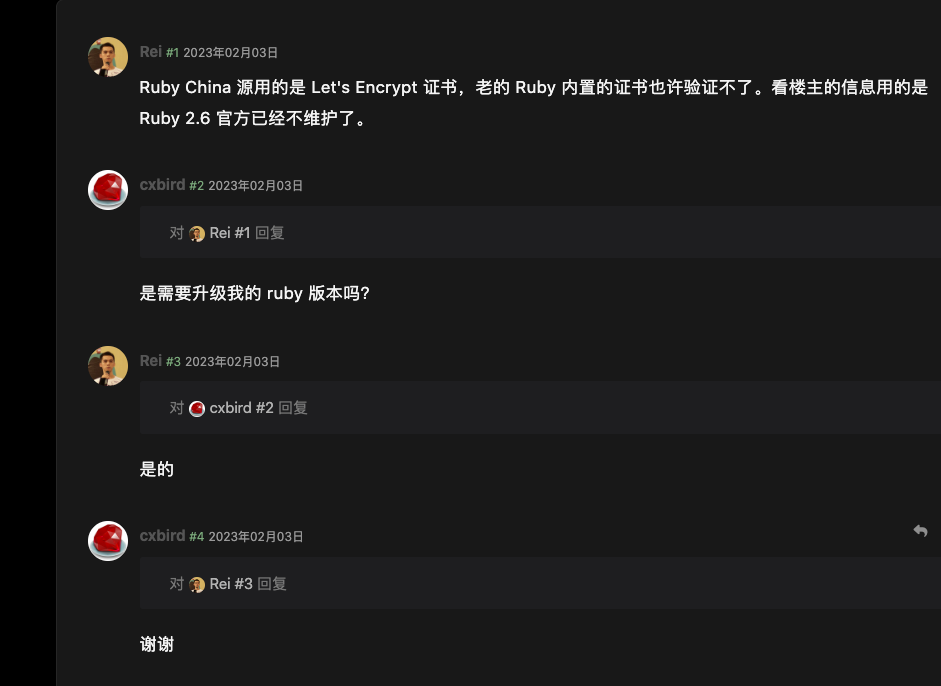 Rei #1 2023年02月03日
Ruby China 源用的是 Let's Encrypt 证书，老的 Ruby 内置的证书也许验证不了。看楼主的信息用的是
Ruby 2.6 官方已经不维护了。
cxbird #2 2023年02月03日
对 Rei #1 回复
是需要升级我的 ruby 版本吗？
Rei #3 2023年02月03日
对 cxbird #2 回复
是的
cxbird #4 2023年02月03日
对 Rei #3 回复
谢谢